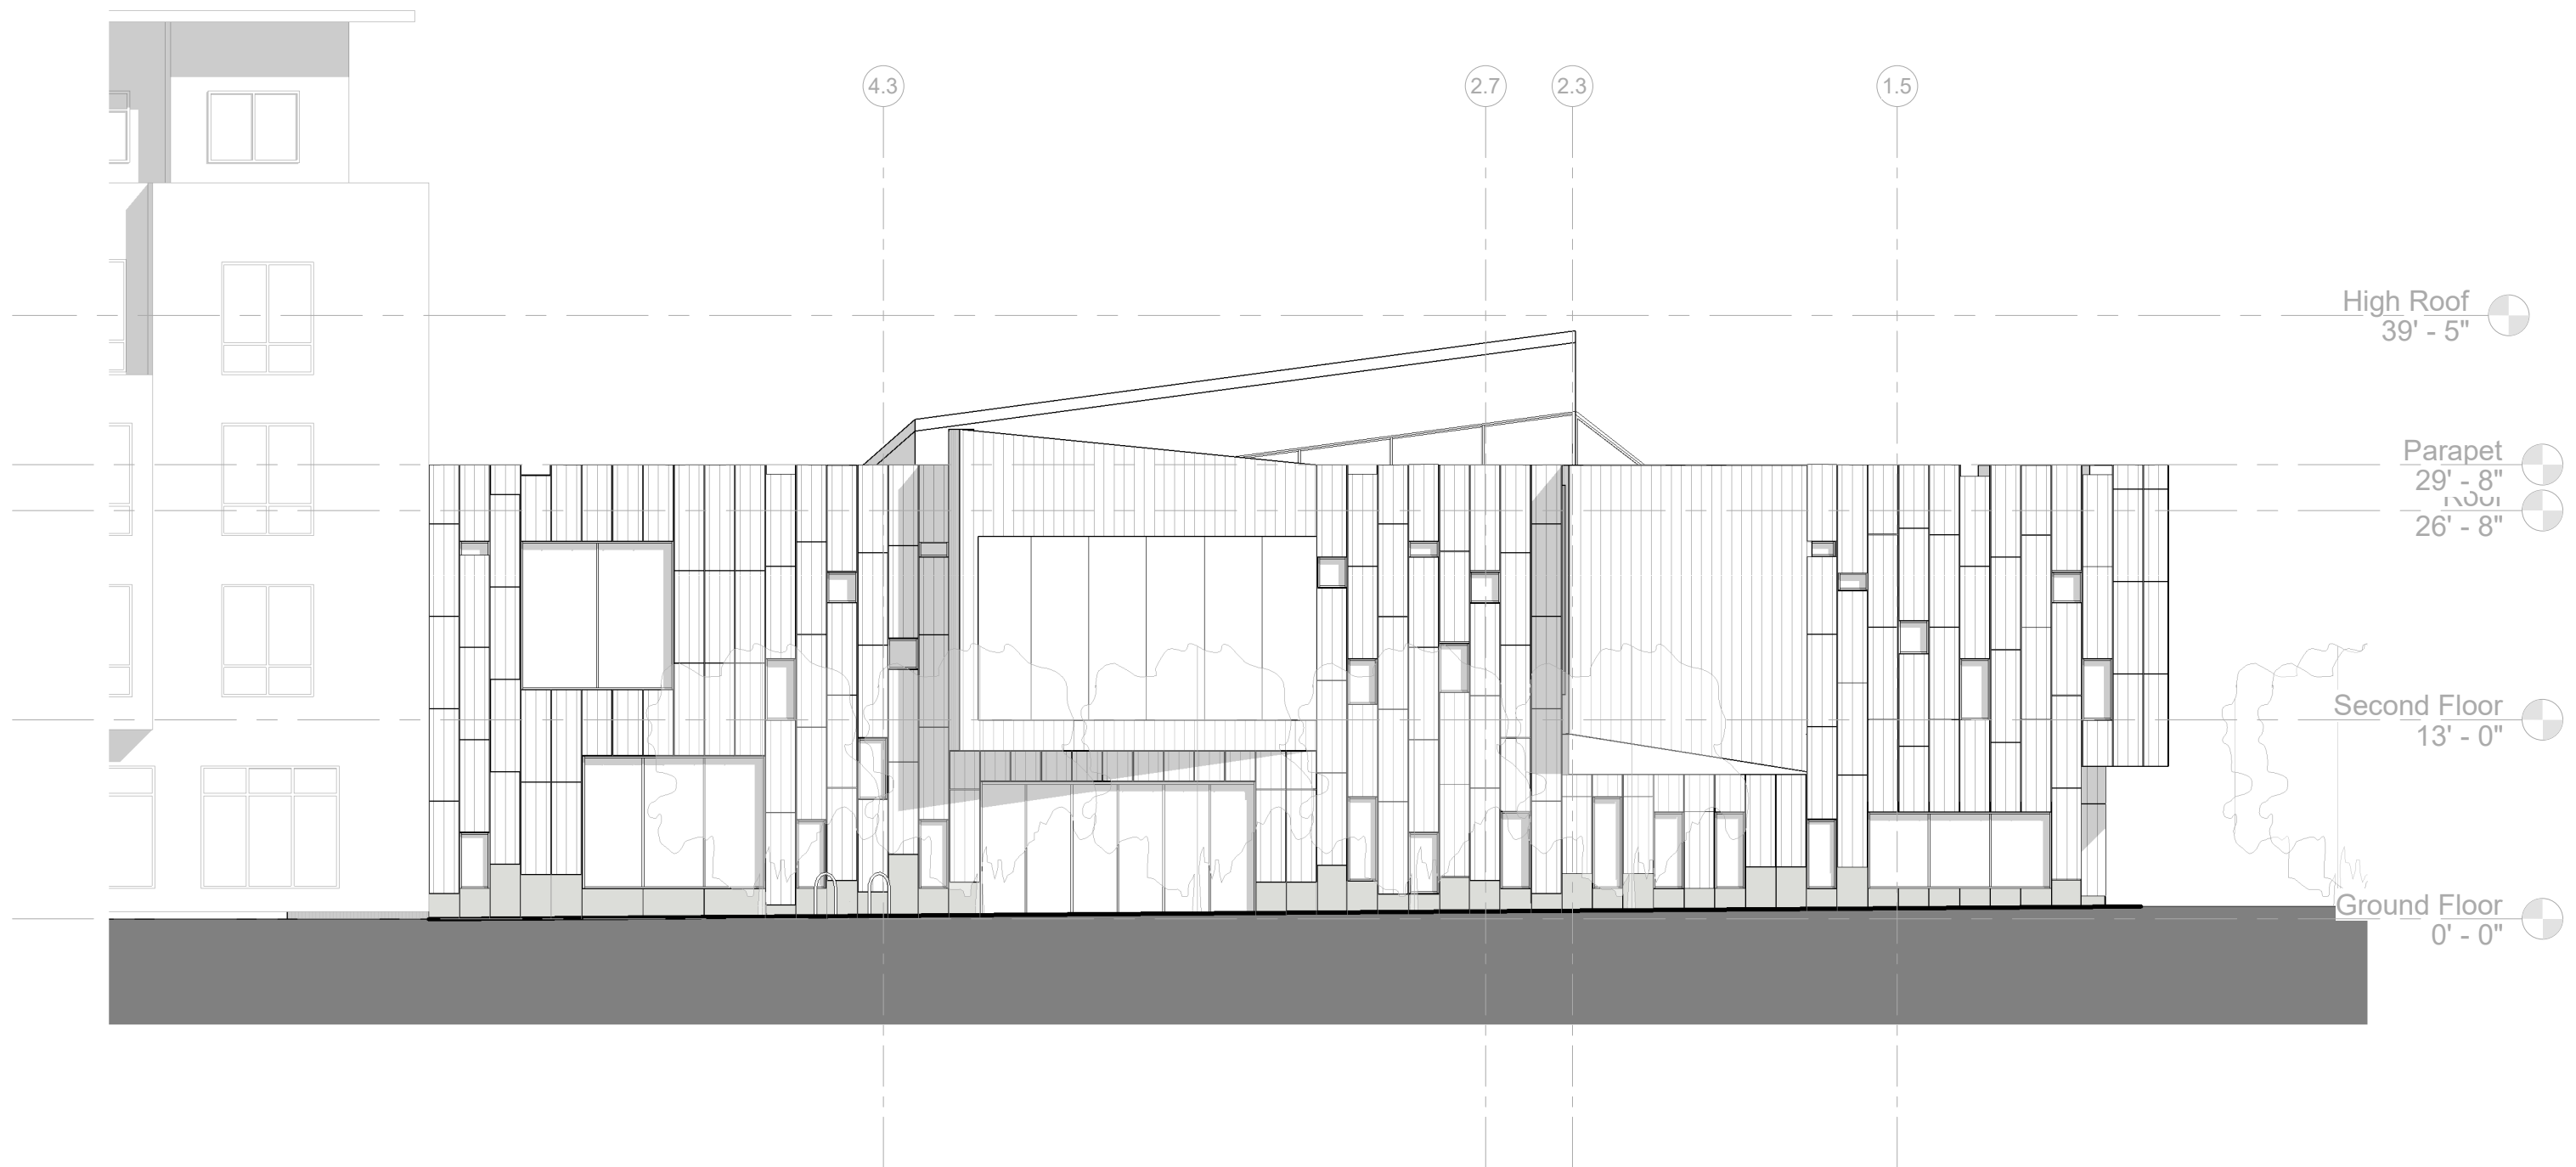 4.3
2.7
2.3
1.5
High Roof
39' - 5"
Parapet
29' - 8"
Roof
26' - 8"
Second Floor
13' - 0"
Ground Floor
0' - 0"